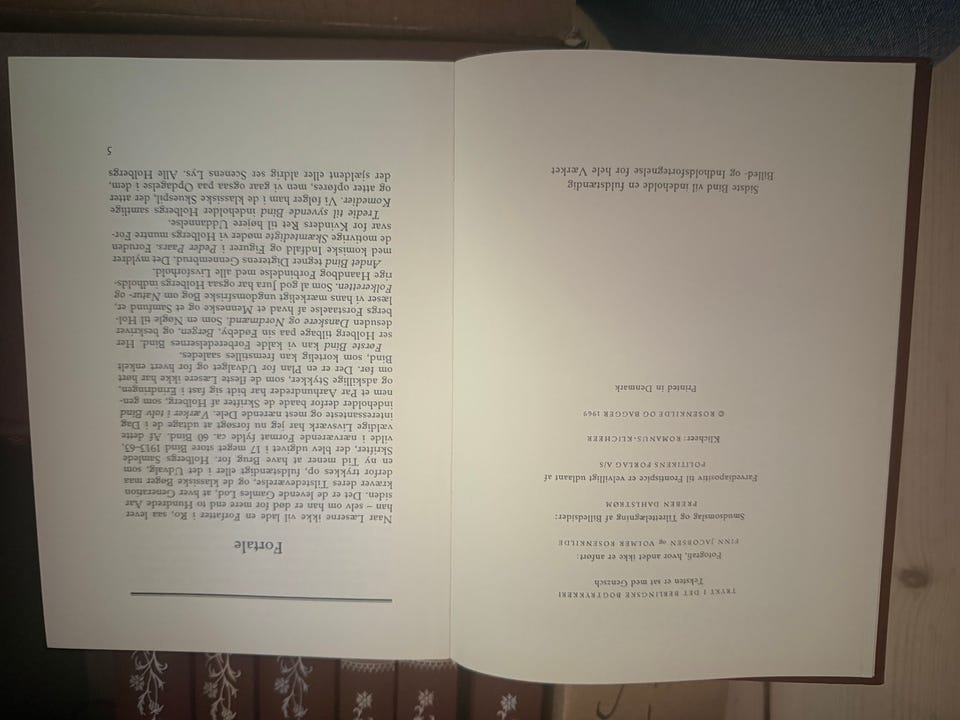 TRYKT I DET BERLINGSKE BOGTRYKKERI
Teksten er sat med Genzsch
Fotografi, hvor andet ikke er anført:
FINN JACOBSEN og VOLMER ROSENKILDE
Smudsomslag og Tilrettelægning af Billedsider:
PREBEN DAHLSTRØM
Farvediapositiv til Frontispice er velvilligt udlaant af
POLITIKENS FORLAG A/S
Klicheer: ROMANUS-KLICHEER
© ROSENKILDE OG BAGGER 1969
Printed in Denmark
Sidste Bind vil indeholde en fuldstændig
Billed- og Indholdsfortegnelse for hele Værket
Fortale
Naar Læserne ikke vil lade en Forfatter i Ro, saa lever
han – selv om han er død for mere end to Hundrede Aar
siden. Det er de levende Gamles Lod, at hver Generation
kræver deres Tilstedeværelse, og de klassiske Bøger maa
derfor trykkes op, fuldstændigt eller i det Udvalg, som
en ny Tid mener at have Brug for. Holbergs Samlede
Skrifter, der blev udgivet i 17 meget store Bind 1913-63,
vilde i nærværende Format fylde ca. 60 Bind. Af dette
vældige Livsværk har jeg nu forsøgt at udtage de i Dag
interessanteste og mest nærende Dele. Værker i tolv Bind
indeholder derfor baade de Skrifter af Holberg, som gen-
nem et Par Aarhundreder har bidt sig fast i Erindringen,
og adskillige Stykker, som de fleste Læsere ikke har hørt
om før. Der er en Plan for Udvalget og for hvert enkelt
Bind, som kortelig kan fremstilles saaledes.
Første Bind kan vi kalde Forberedelsernes Bind. Her
ser Holberg tilbage paa sin Fødeby, Bergen, og beskriver
desuden Danskere og Nordmænd. Som en Nøgle til Hol-
bergs Forstaaelse af hvad et Menneske og et Samfund er,
læser vi hans mærkeligt ungdomsfriske Bog om Natur- og
Folkeretten. Som al god Jura har ogsaa Holbergs indholds-
rige Haandbog Forbindelse med alle Livsforhold.
Andet Bind tegner Digterens Gennembrud. Det myldrer
med komiske Indfald og Figurer i Peder Paars. Foruden
de motivrige Skæmtedigte møder vi Holbergs muntre For-
svar for Kvinders Ret til højere Uddannelse.
Tredie til syvende Bind indeholder Holbergs samtlige
Komedier. Vi følger ham i de klassiske Skuespil, der atter
og atter opføres, men vi gaar ogsaa paa Opdagelse i dem,
der sjældent eller aldrig ser Scenens Lys. Alle Holbergs
5